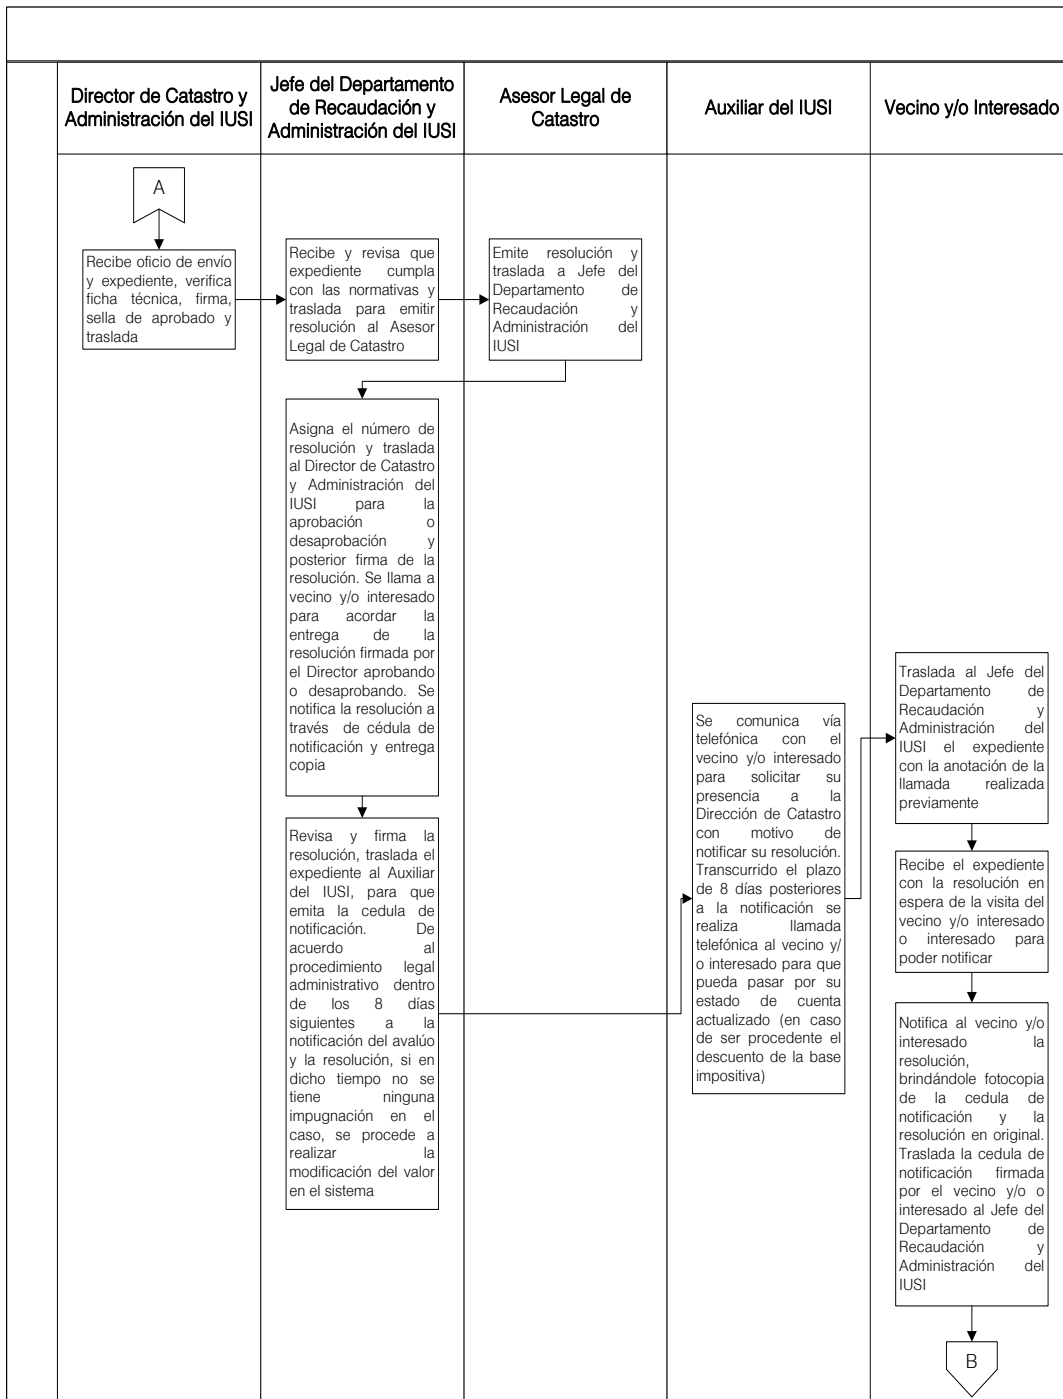 Director de Catastro y
Administración del IUSI
Jefe del Departamento
de Recaudación y
Administración del IUSI
Asesor Legal de
Catastro
Auxiliar del IUSI
Vecino y/o Interesado
A
Recibe oficio de envío
y expediente, verifica
ficha técnica, firma,
sella de aprobado y
traslada
Recibe y revisa que
expediente cumpla
con las normativas y
traslada para emitir
resolución al Asesor
Legal de Catastro
Emite resolución y
traslada a Jefe del
Departamento de
Recaudación y
Administración del
IUSI
Asigna el número de
resolución y traslada
al Director de Catastro
y Administración del
IUSI para la
aprobación o
desaprobación y
posterior firma de la
resolución. Se llama a
vecino y/o interesado
para acordar la
entrega de la
resolución firmada por
el Director aprobando
o desaprobando. Se
notifica la resolución a
través de cédula de
notificación y entrega
copia
Revisa y firma la
resolución, traslada el
expediente al Auxiliar
del IUSI, para que
emita la cedula de
notificación. De
acuerdo al
procedimiento legal
administrativo dentro
de los 8 días
siguientes a la
notificación del avalúo
y la resolución, si en
dicho tiempo no se
tiene ninguna
impugnación en el
caso, se procede a
realizar la
modificación del valor
en el sistema
Se comunica vía
telefónica con el
vecino y/o interesado
para solicitar su
presencia a la
Dirección de Catastro
con motivo de
notificar su resolución.
Transcurrido el plazo
de 8 días posteriores
a la notificación se
realiza llamada
telefónica al vecino y/
o interesado para que
pueda pasar por su
estado de cuenta
actualizado (en caso
de ser procedente el
descuento de la base
impositiva)
Traslada al Jefe del
Departamento de
Recaudación y
Administración del
IUSI el expediente
con la anotación de la
llamada realizada
previamente
Recibe el expediente
con la resolución en
espera de la visita del
vecino y/o interesado
o interesado para
poder notificar
Notifica al vecino y/o
interesado la
resolución,
brindándole fotocopia
de la cedula de
notificación y la
resolución en original.
Traslada la cedula de
notificación firmada
por el vecino y/o o
interesado al Jefe del
Departamento de
Recaudación y
Administración del
IUSI
B